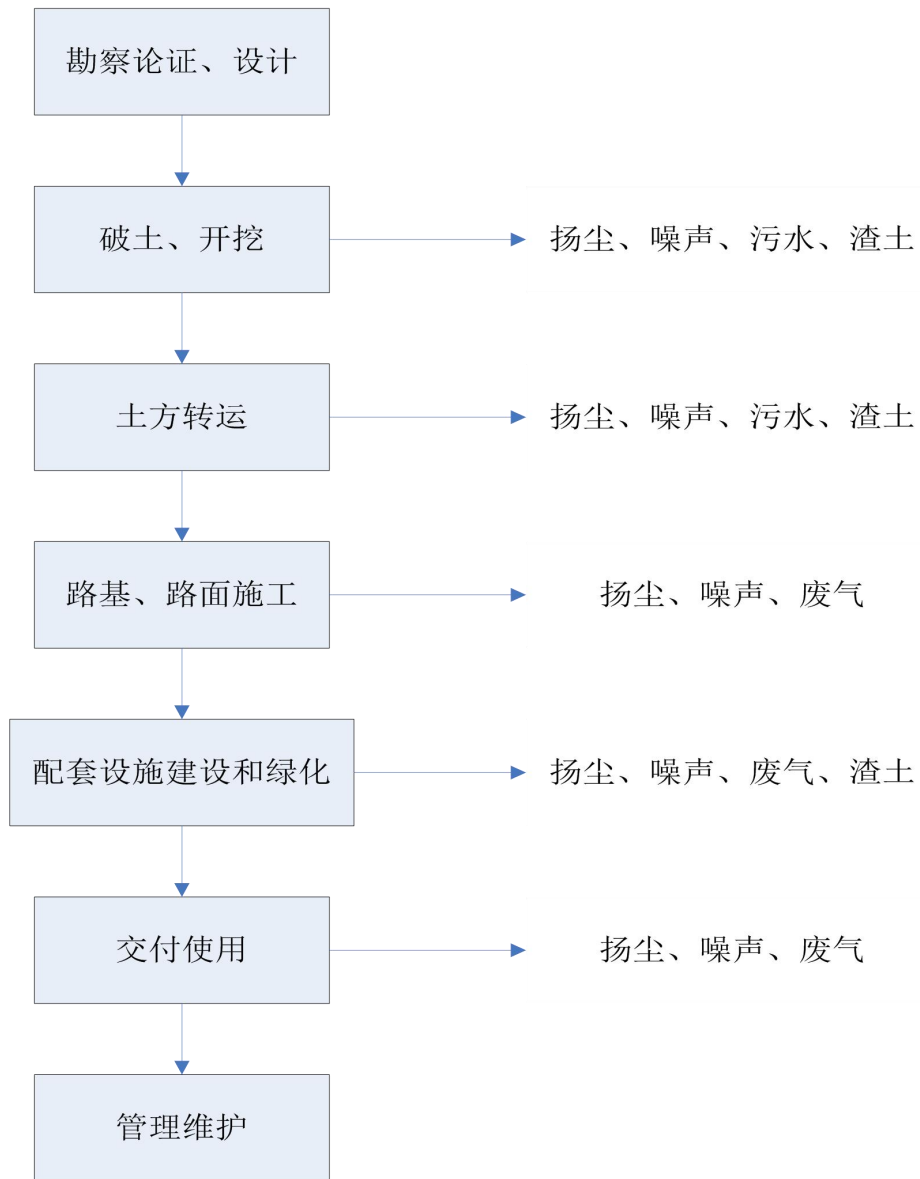 勘察论证、设计
破土、开挖
扬尘、噪声、污水、渣土
土方转运
扬尘、噪声、污水、渣土
路基、路面施工
扬尘、噪声、废气
配套设施建设和绿化
扬尘、噪声、废气、渣土
交付使用
扬尘、噪声、废气
管理维护